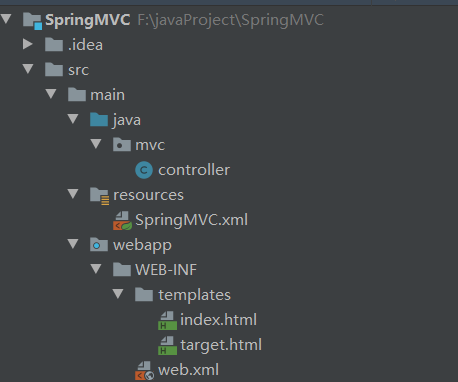 SpringMVC F:\javaProject\SpringMVC
.idea
src
main
java
mvc
controller
resources
SpringMVC.xml
webapp
WEB-INF
templates
index.html
target.html
web.xml